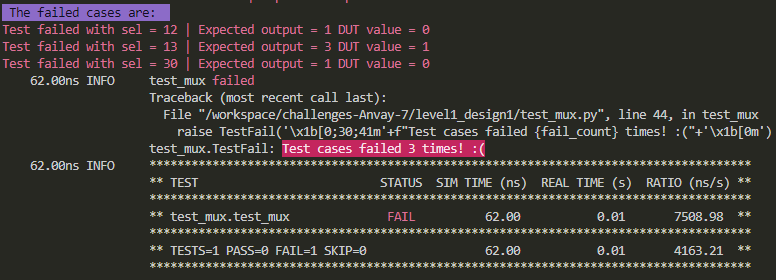 The failed cases are:
Test failed with sel = 12 | Expected output = 1 DUT value = 0
Test failed with sel = 13 | Expected output = 3 DUT value = 1
Test failed with sel = 30 | Expected output = 1 DUT value = 0
62.00ns INFO     test_mux failed
Traceback (most recent call last):
File "/workspace/challenges-Anvay-7/level1_design1/test_mux.py", line 44, in test_mux
raise TestFail('\x1b[0;30;41m'+f"Test cases failed {fail_count} times! :("+'\x1b[0m')
test_mux.TestFail: Test cases failed 3 times! :(
62.00ns INFO     **************************************************************************************
** TEST                          STATUS  SIM TIME (ns)  REAL TIME (s)  RATIO (ns/s)  **
**************************************************************************************
** test_mux.test_mux              FAIL          62.00           0.01       7508.98  **
**************************************************************************************
** TESTS=1 PASS=0 FAIL=1 SKIP=0                 62.00           0.01       4163.21  **
**************************************************************************************